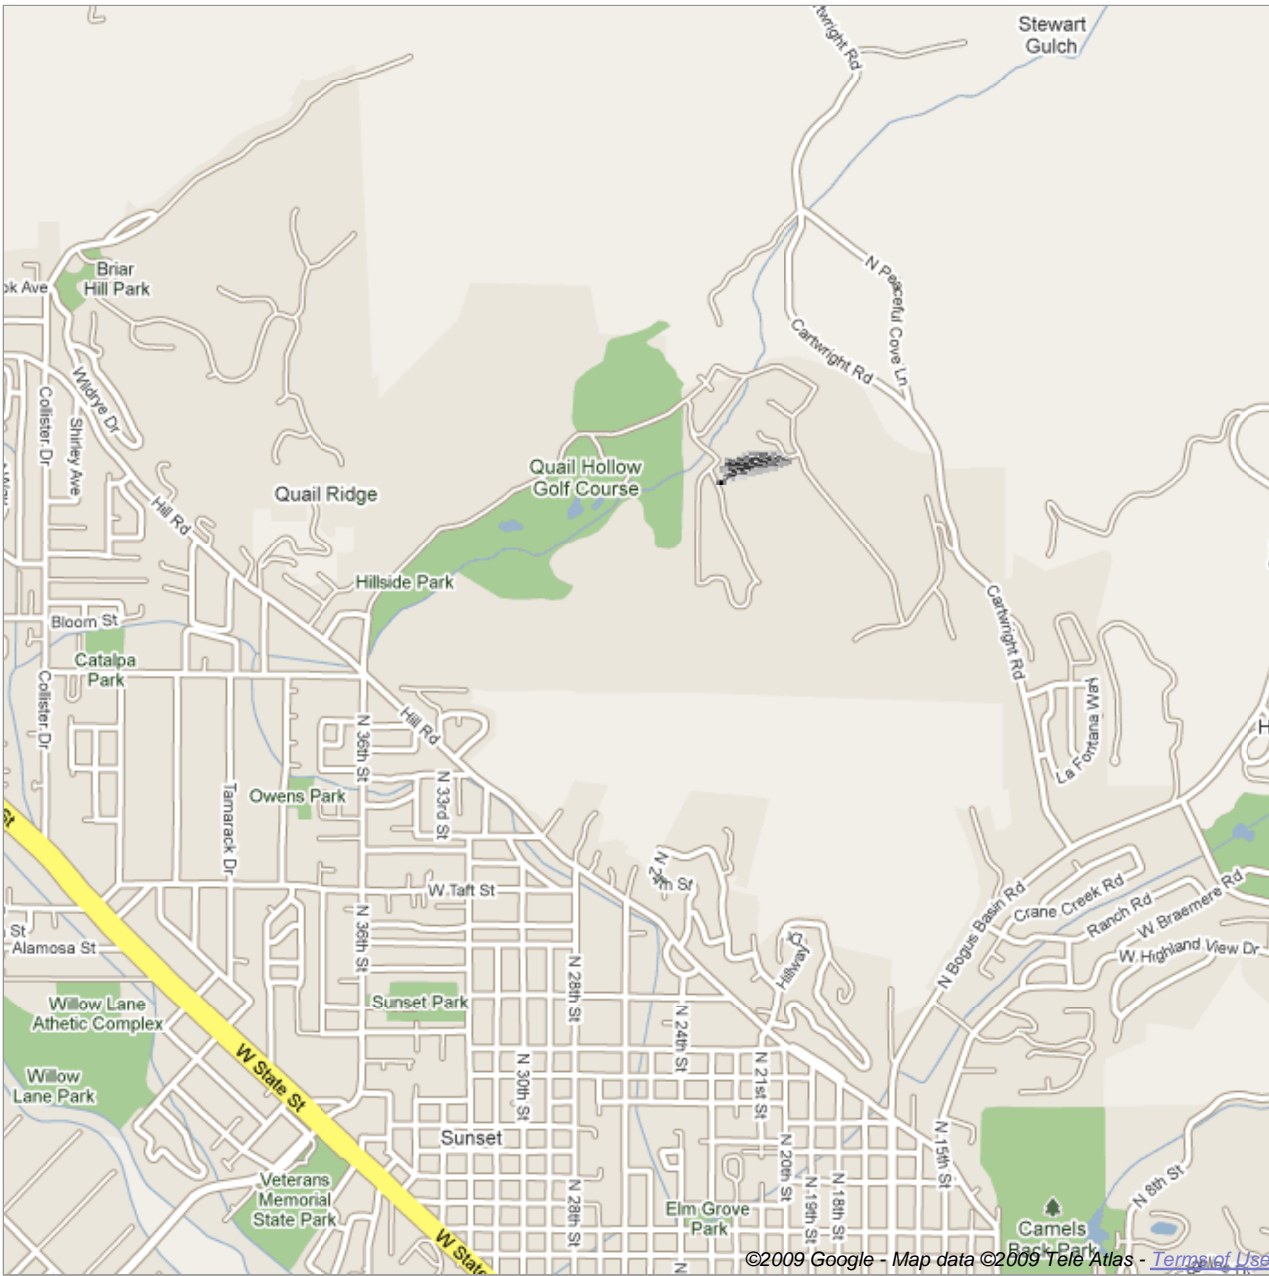 Stewart
Gulch
Cartwright Rd
Briar
Hill Park
ok Ave
N Peaceful Cove Ln
Cartwright Rd
Wildrye Dr
Collister Dr
Shirley Ave
Quail Hollow
Golf Course
Quail Ridge
Hill Rd
Hillside Park
Cartwright Rd
Bloom St
Catalpa
Park
Collister Dr
La Fontana Way
Hill Rd
N 36th St
N 33rd St
Owens Park
Tamarack Dr
St
W Taft St
N Bogus Basin Rd
Crane Creek Rd
Ranch Rd
W Braemere Rd
W Highland View Dr
St
Alamosa St
N 36th St
Hillway
N 28th St
Willow Lane
Athetic Complex
Sunset Park
N 24th St
Willow
Lane Park
W State St
N 30th St
N 21st St
Sunset
N 15th St
N 20th St
N 19th St
N 18th St
N 28th St
Veterans
Memorial
State Park
Elm Grove
Park
N 8th St
Camels
Back Park
W State
N
©2009 Google - Map data ©2009 Tele Atlas - Terms of Use